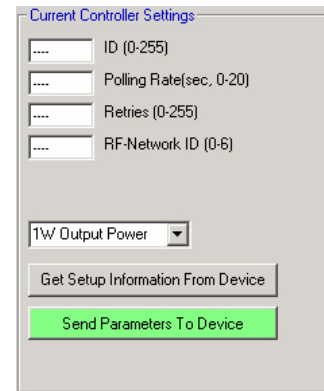 Current Controller Settings
---- ID (0-255)
---- Polling Rate(sec, 0-20)
---- Retries (0-255)
---- RF-Network ID (0-6)
1W Output Power
Get Setup Information From Device
Send Parameters To Device